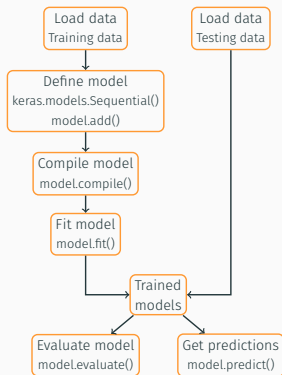 Load data
Training data
Load data
Testing data
Define model
keras.models.Sequential()
model.add()
Compile model
model.compile()
Fit model
model.fit()
Trained
models
Evaluate model
model.evaluate()
Get predictions
model.predict()